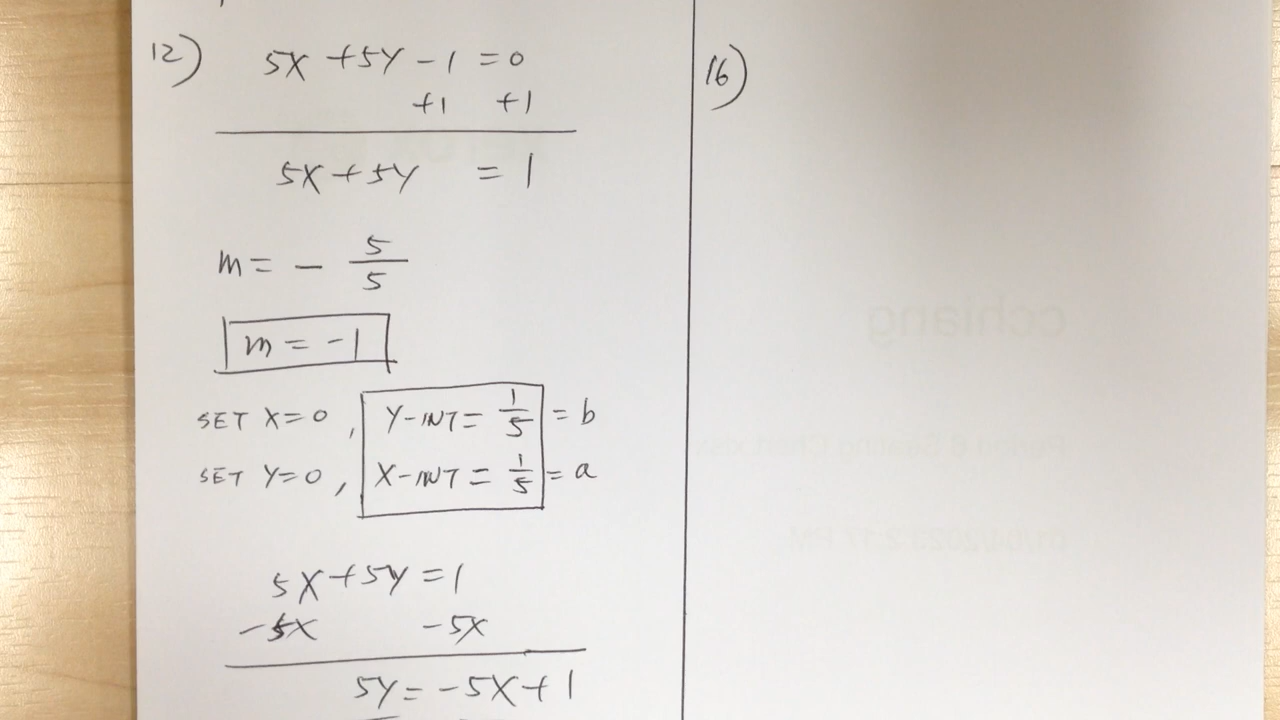 12) 5X + 5Y - 1 = 0
+1 +1
5X + 5Y = 1
m = - 5/5
m = -1
SET X=0, Y-INT = 1/5 = b
SET Y=0, X-INT = 1/5 = a
5X + 5Y = 1
-5X -5X
5Y = -5X + 1
16)
cchiang